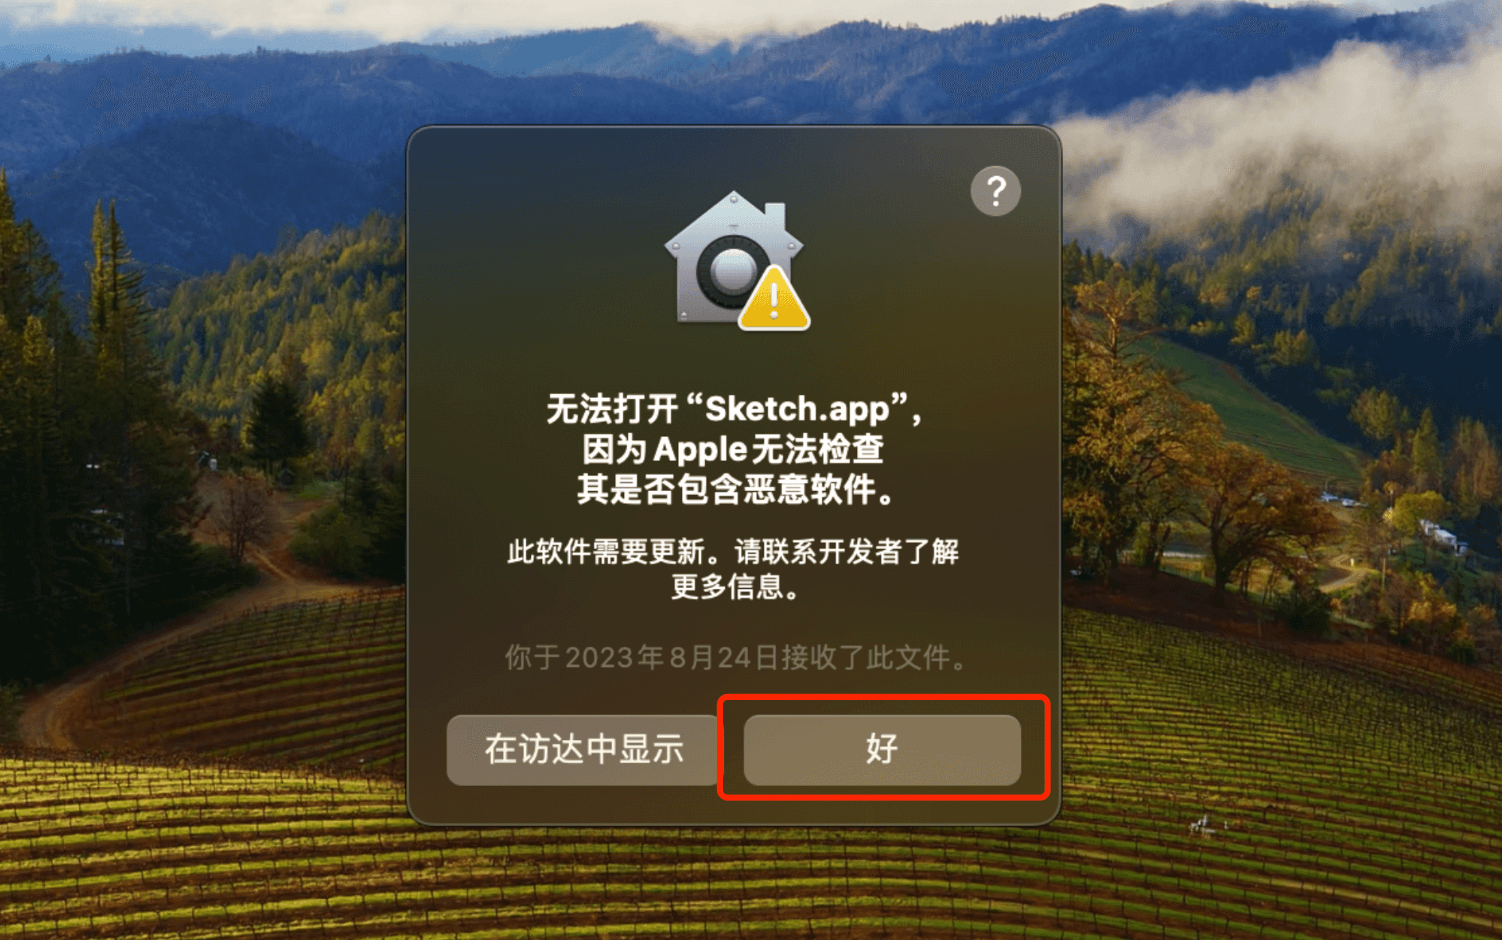 ?
无法打开“Sketch.app”，
因为Apple无法检查
其是否包含恶意软件。
此软件需要更新。请联系开发者了解
更多信息。
你于2023年8月24日接收了此文件。
在访达中显示
好